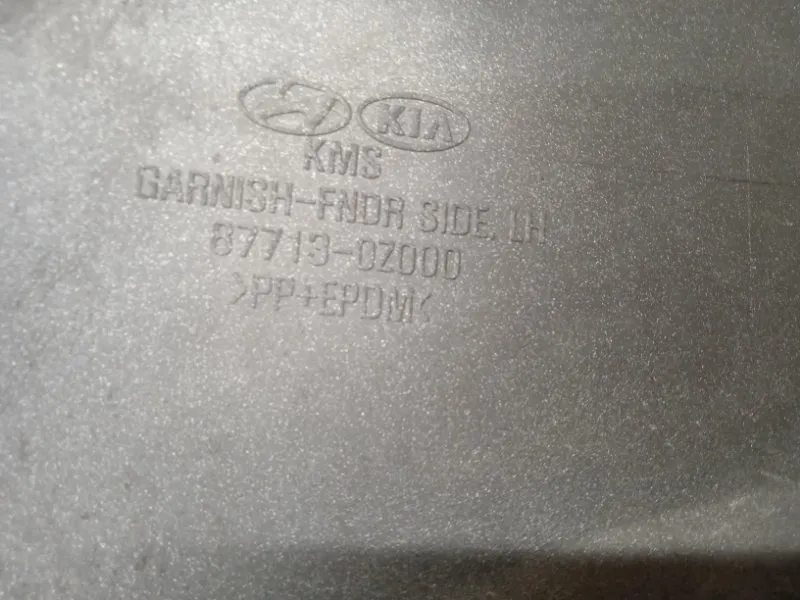 KIA
KMS
GARNISH-FNDR SIDE, LH
87713-0Z000
>PP+EPDM<